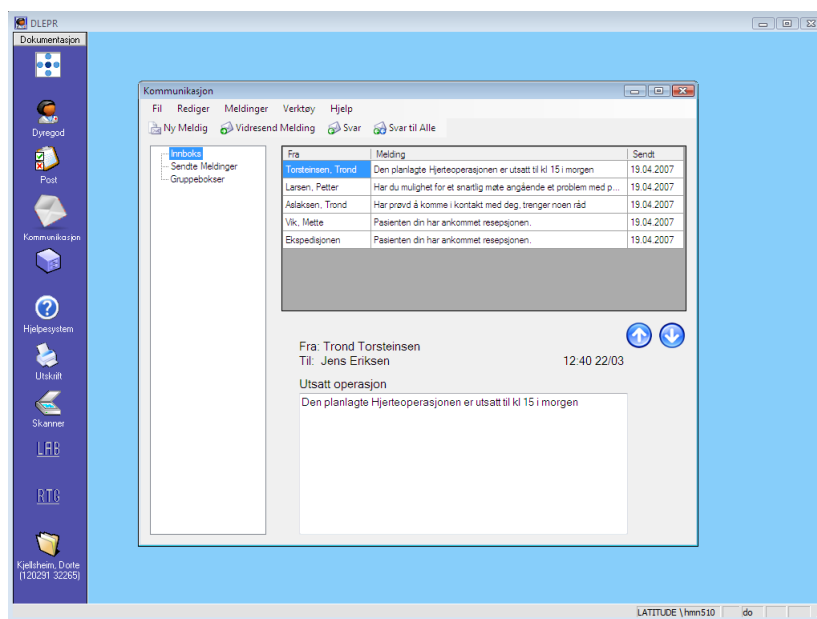 DLEPR
Dokumentasjon
Dyregod
Post
Kommunikasjon
Hjelpesystem
Utskrift
Skanner
LAB
RTG
Kjellsheim, Dorte
(120291 32265)
Kommunikasjon
Fil Rediger Meldinger Verktøy Hjelp
Ny Meldig Vidresend Melding Svar Svar til Alle
Innboks
Sendte Meldinger
Gruppebokser
Fra Melding Sendt
Torsteinsen, Trond Den planlagte Hjerteoperasjonen er utsatt til kl 15 i morgen 19.04.2007
Larsen, Petter Har du mulighet for et snarlig møte angående et problem med p... 19.04.2007
Aslaksen, Trond Har prøvd å komme i kontakt med deg, trenger noen råd 19.04.2007
Vik, Mette Pasienten din har ankommet resepsjonen. 19.04.2007
Ekspedisjonen Pasienten din har ankommet resepsjonen. 19.04.2007
Fra: Trond Torsteinsen
Til: Jens Eriksen 12:40 22/03
Utsatt operasjon
Den planlagte Hjerteoperasjonen er utsatt til kl 15 i morgen
LATITUDE\hmn510 do